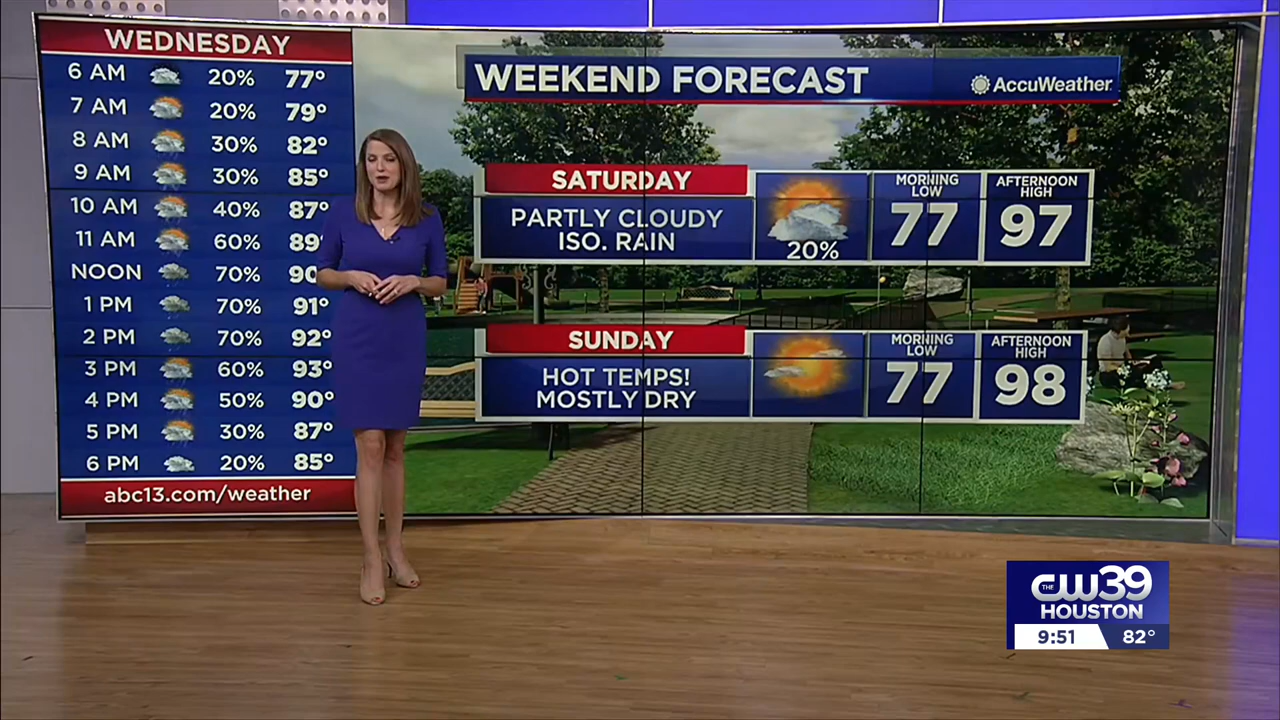 WEDNESDAY
6 AM 20% 77°
7 AM 20% 79°
8 AM 30% 82°
9 AM 30% 85°
10 AM 40% 87°
11 AM 60% 89°
NOON 70% 90
1 PM 70% 91°
2 PM 70% 92°
3 PM 60% 93°
4 PM 50% 90°
5 PM 30% 87°
6 PM 20% 85°
abc13.com/weather
WEEKEND FORECAST
AccuWeather
SATURDAY
PARTLY CLOUDY
ISO. RAIN
20%
MORNING
LOW
77
AFTERNOON
HIGH
97
SUNDAY
HOT TEMPS!
MOSTLY DRY
MORNING
LOW
77
AFTERNOON
HIGH
98
THE CW39
HOUSTON
9:51 82°